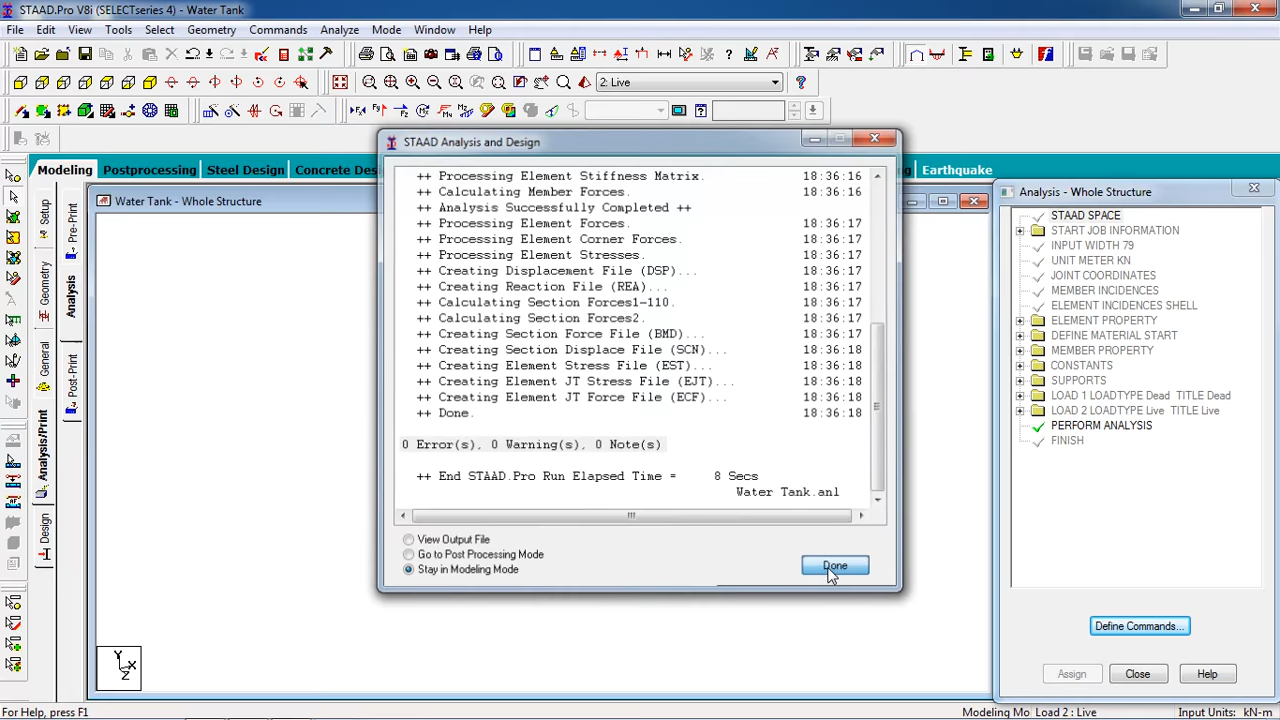 STAAD.Pro V8i (SELECTseries 4) - Water Tank
File Edit View Tools Select Geometry Commands Analyze Mode Window Help
2: Live
Modeling Postprocessing Steel Design Concrete De Earthquake
Water Tank - Whole Structure
Setup
Geometry
General
Analysis/Print
Design
Pre-Print
Analysis
Post-Print
STAAD Analysis and Design
++ Processing Element Stiffness Matrix. 18:36:16
++ Calculating Member Forces. 18:36:16
++ Analysis Successfully Completed ++
++ Processing Element Forces. 18:36:17
++ Processing Element Corner Forces. 18:36:17
++ Processing Element Stresses. 18:36:17
++ Creating Displacement File (DSP)... 18:36:17
++ Creating Reaction File (REA)... 18:36:17
++ Calculating Section Forces1-110. 18:36:17
++ Calculating Section Forces2. 18:36:17
++ Creating Section Force File (BMD)... 18:36:17
++ Creating Section Displace File (SCN)... 18:36:18
++ Creating Element Stress File (EST)... 18:36:18
++ Creating Element JT Stress File (EJT)... 18:36:18
++ Creating Element JT Force File (ECF)... 18:36:18
++ Done. 18:36:18
0 Error(s), 0 Warning(s), 0 Note(s)
++ End STAAD.Pro Run Elapsed Time = 8 Secs
Water Tank.anl
View Output File
Go to Post Processing Mode
Stay in Modeling Mode
Done
Analysis - Whole Structure
STAAD SPACE
START JOB INFORMATION
INPUT WIDTH 79
UNIT METER KN
JOINT COORDINATES
MEMBER INCIDENCES
ELEMENT INCIDENCES SHELL
ELEMENT PROPERTY
DEFINE MATERIAL START
MEMBER PROPERTY
CONSTANTS
SUPPORTS
LOAD 1 LOADTYPE Dead TITLE Dead
LOAD 2 LOADTYPE Live TITLE Live
PERFORM ANALYSIS
FINISH
Define Commands...
Assign Close Help
Y
X
Z
For Help, press F1 Modeling Mo Load 2 : Live Input Units: kN-m